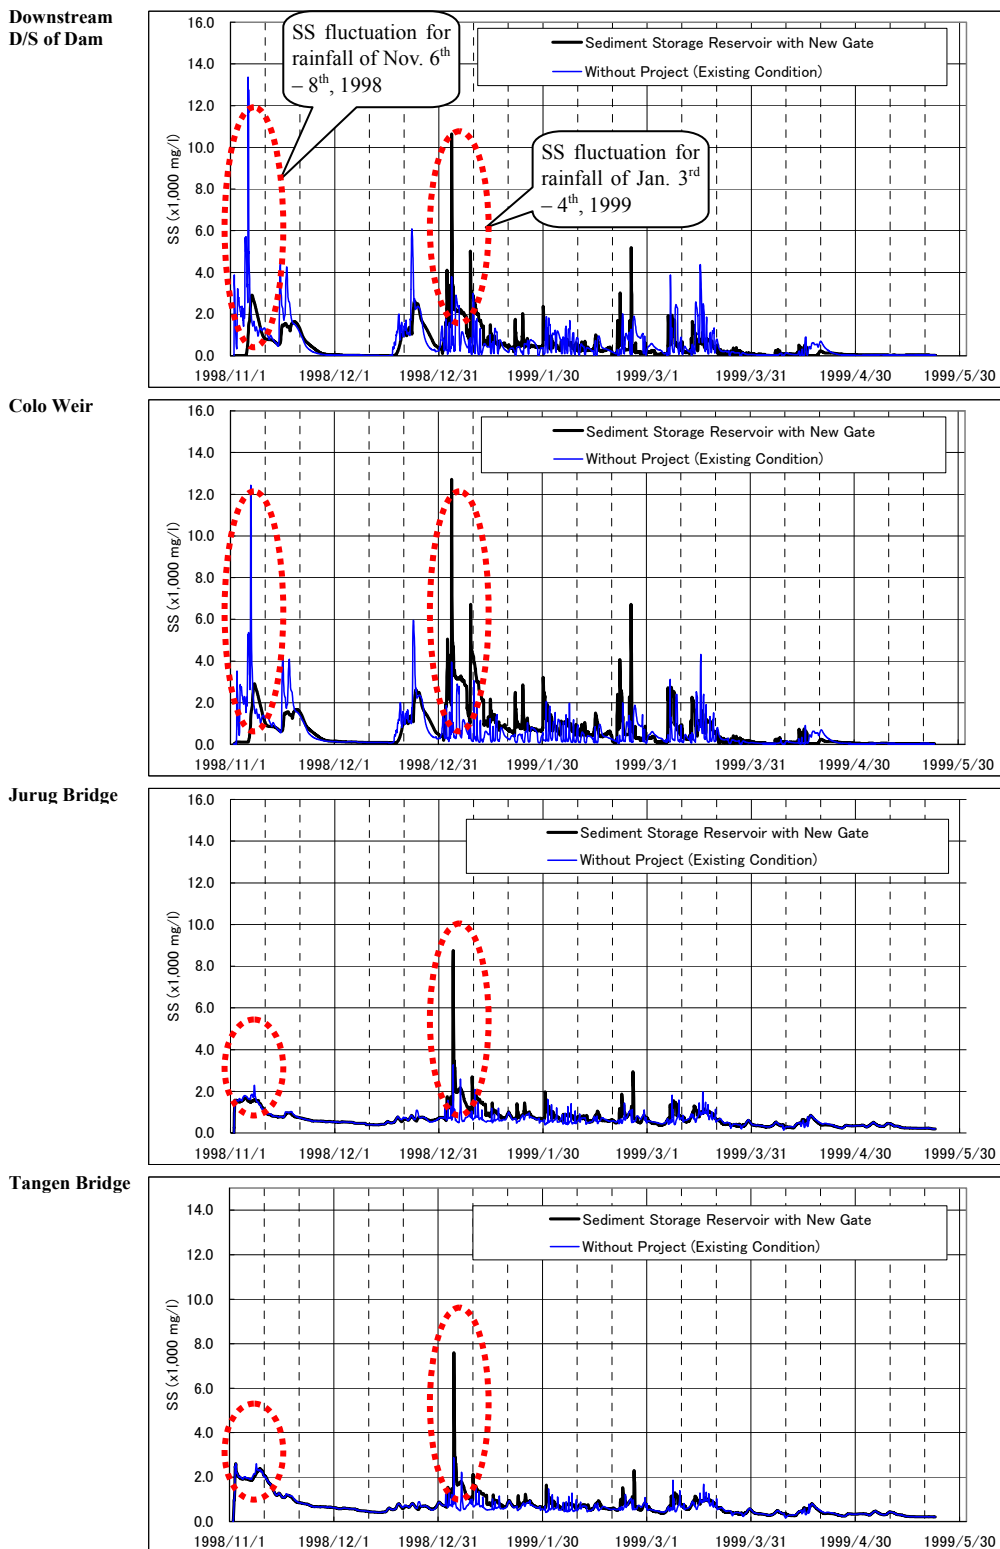 Downstream
D/S of Dam
16.0
14.0
12.0
10.0
8.0
6.0
4.0
2.0
0.0
SS (x1,000 mg/l)
SS fluctuation for
rainfall of Nov. 6th
– 8th, 1998
Sediment Storage Reservoir with New Gate
Without Project (Existing Condition)
SS fluctuation for
rainfall of Jan. 3rd
– 4th, 1999
1998/11/1 1998/12/1 1998/12/31 1999/1/30 1999/3/1 1999/3/31 1999/4/30 1999/5/30
Colo Weir
16.0
14.0
12.0
10.0
8.0
6.0
4.0
2.0
0.0
SS (x1,000 mg/l)
Sediment Storage Reservoir with New Gate
Without Project (Existing Condition)
1998/11/1 1998/12/1 1998/12/31 1999/1/30 1999/3/1 1999/3/31 1999/4/30 1999/5/30
Jurug Bridge
16.0
14.0
12.0
10.0
8.0
6.0
4.0
2.0
0.0
SS (x1,000 mg/l)
Sediment Storage Reservoir with New Gate
Without Project (Existing Condition)
1998/11/1 1998/12/1 1998/12/31 1999/1/30 1999/3/1 1999/3/31 1999/4/30 1999/5/30
Tangen Bridge
14.0
12.0
10.0
8.0
6.0
4.0
2.0
0.0
SS (x1,000 mg/l)
Sediment Storage Reservoir with New Gate
Without Project (Existing Condition)
1998/11/1 1998/12/1 1998/12/31 1999/1/30 1999/3/1 1999/3/31 1999/4/30 1999/5/30